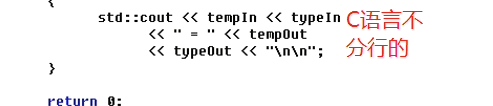 {
std::cout << tempIn << typeIn
<< " = " << tempOut
<< typeOut << "\n\n";
}
return 0;
C语言不
分行的